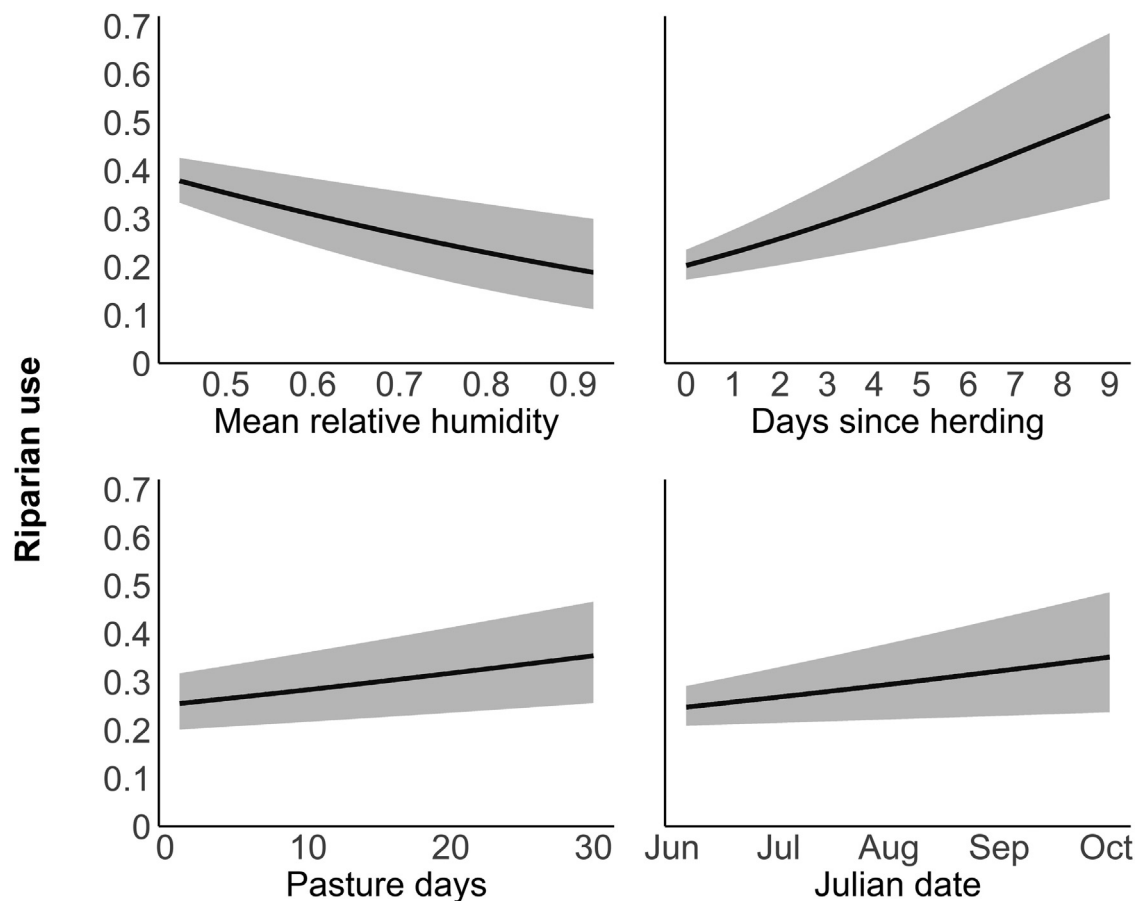 Riparian use
0.7
0.6
0.5
0.4
0.3
0.2
0.1
0
0.5 0.6 0.7 0.8 0.9
Mean relative humidity
0 1 2 3 4 5 6 7 8 9
Days since herding
0.7
0.6
0.5
0.4
0.3
0.2
0.1
0
0 10 20 30
Pasture days
Jun Jul Aug Sep Oct
Julian date